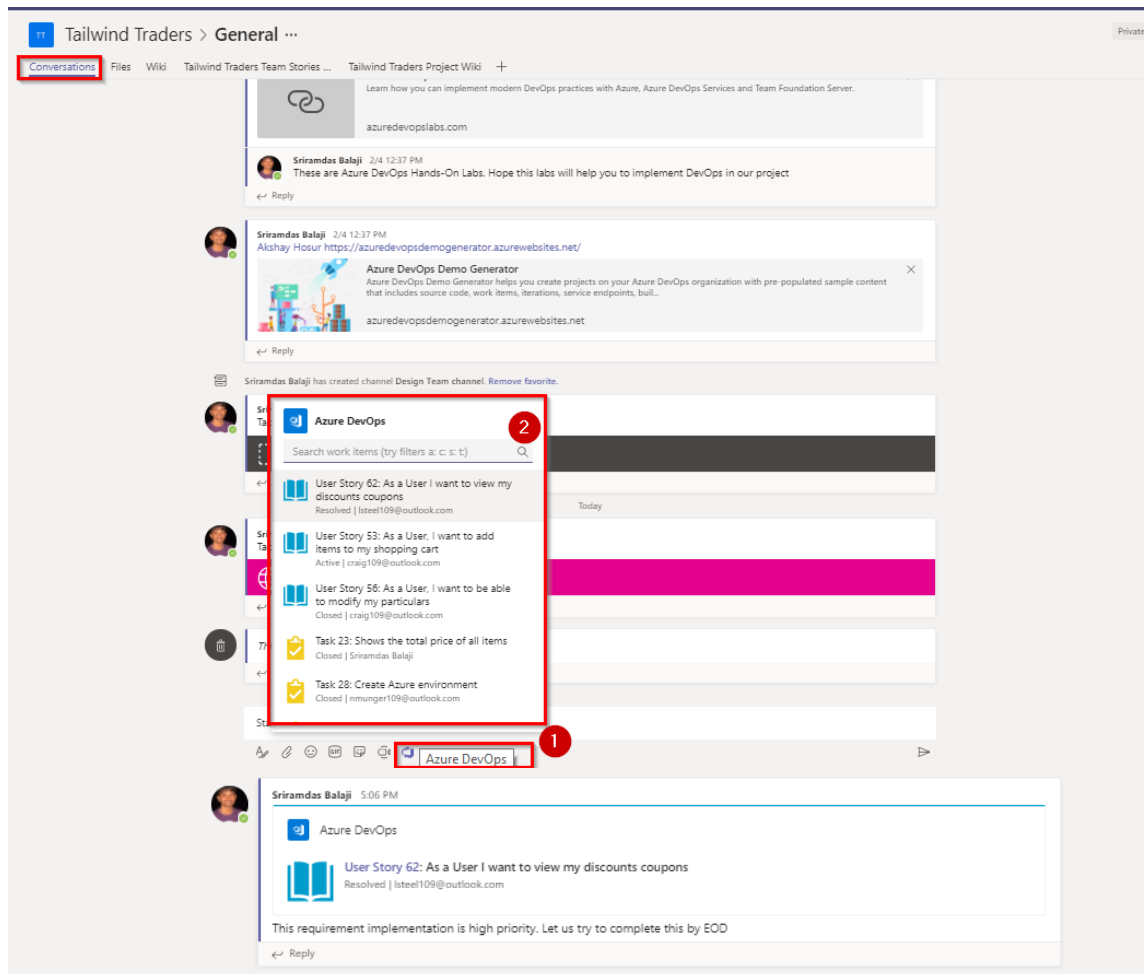 TT Tailwind Traders > General ...
Private
Conversations Files Wiki Tailwind Traders Team Stories ... Tailwind Traders Project Wiki +
Learn how you can implement modern DevOps practices with Azure, Azure DevOps Services and Team Foundation Server.
azuredevopslabs.com
Sriramdas Balaji 2/4 12:37 PM
These are Azure DevOps Hands-On Labs. Hope this labs will help you to implement DevOps in our project
Reply
Sriramdas Balaji 2/4 12:37 PM
Akshay Hosur https://azuredevopsdemogenerator.azurewebsites.net/
Azure DevOps Demo Generator
Azure DevOps Demo Generator helps you create projects on your Azure DevOps organization with pre-populated sample content
that includes source code, work items, iterations, service endpoints, buil...
azuredevopsdemogenerator.azurewebsites.net
Reply
Sriramdas Balaji has created channel Design Team channel. Remove favorite.
Azure DevOps
2
Search work items (try filters a: c: s: t:)
User Story 62: As a User I want to view my
discounts coupons
Resolved | lsteel109@outlook.com
Today
User Story 53: As a User, I want to add
items to my shopping cart
Active | craig109@outlook.com
User Story 56: As a User, I want to be able
to modify my particulars
Closed | craig109@outlook.com
Task 23: Shows the total price of all items
Closed | Sriramdas Balaji
Task 28: Create Azure environment
Closed | nmunger109@outlook.com
1
GIF
Azure DevOps
Sriramdas Balaji 5:06 PM
Azure DevOps
User Story 62: As a User I want to view my discounts coupons
Resolved | lsteel109@outlook.com
This requirement implementation is high priority. Let us try to complete this by EOD
Reply